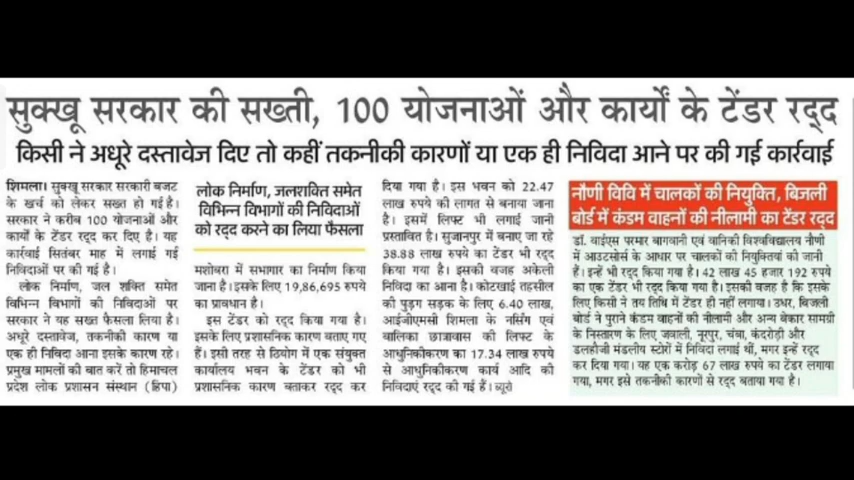 सुक्खू सरकार की सख्ती, 100 योजनाओं और कार्यों के टेंडर रद्द
किसी ने अधूरे दस्तावेज दिए तो कहीं तकनीकी कारणों या एक ही निविदा आने पर की गई कार्रवाई
शिमला। सुक्खू सरकार सरकारी बजट
के खर्च को लेकर सख्त हो गई है।
सरकार ने करीब 100 योजनाओं और
कार्यों के टेंडर रद्द कर दिए है। यह
कार्रवाई सितंबर माह में लगाई गई
निविदाओं पर की गई है।
लोक निर्माण, जल शक्ति समेत
विभिन्न विभागों की निविदाओं पर
सरकार ने यह सख्त फैसला लिया है।
अधूरे दस्तावेज, तकनीकी कारण या
एक ही निविदा आना इसके कारण रहे।
प्रमुख मामलों की बात करें तो हिमाचल
प्रदेश लोक प्रशासन संस्थान (हिपा)
लोक निर्माण, जलशक्ति समेत
विभिन्न विभागों की निविदाओं
को रद्द करने का लिया फैसला
मशोबरा में सभागार का निर्माण किया
जाना है। इसके लिए 19,86,695 रुपये
का प्रावधान है।
इस टेंडर को रद्द किया गया है।
इसके लिए प्रशासनिक कारण बताए गए
हैं। इसी तरह से ठियोग में एक संयुक्त
कार्यालय भवन के टेंडर को भी
प्रशासनिक कारण बताकर रद्द कर
दिया गया है। इस भवन को 22.47
लाख रुपये की लागत से बनाया जाना
है। इसमें लिफ्ट भी लगाई जानी
प्रस्तावित है। सुजानपुर में बनाए जा रहे
38.88 लाख रुपये का टेंडर भी रद्द
किया गया है। इसकी वजह अकेली
निविदा का आना है। कोटखाई तहसील
की पुड़ग सड़क के लिए 6.40 लाख,
आईजीएमसी शिमला के नर्सिंग एवं
बालिका छात्रावास की लिफ्ट के
आधुनिकीकरण का 17.34 लाख रुपये
से आधुनिकीकरण कार्य आदि की
निविदाएं रद्द की गई हैं। ब्यूरो
नौणी विवि में चालकों की नियुक्ति, बिजली
बोर्ड में कंडम वाहनों की नीलामी का टेंडर रद्द
डॉ. वाईएस परमार बागवानी एवं वानिकी विश्वविद्यालय नौणी
में आउटसोर्स के आधार पर चालकों की नियुक्तियां की जानी
हैं। इन्हें भी रद्द किया गया है। 42 लाख 45 हजार 192 रुपये
का एक टेंडर भी रद्द किया गया है। इसकी वजह है कि इसके
लिए किसी ने तय तिथि में टेंडर ही नहीं लगाया। उधर, बिजली
बोर्ड ने पुराने कंडम वाहनों की नीलामी और अन्य बेकार सामग्री
के निस्तारण के लिए जवाली, नूरपुर, चंबा, कंदरोड़ी और
डलहौजी मंडलीय स्टोरों में निविदा लगाई थीं, मगर इन्हें रद्द
कर दिया गया। यह एक करोड़ 67 लाख रुपये का टेंडर लगाया
गया, मगर इसे तकनीकी कारणों से रद्द बताया गया है।